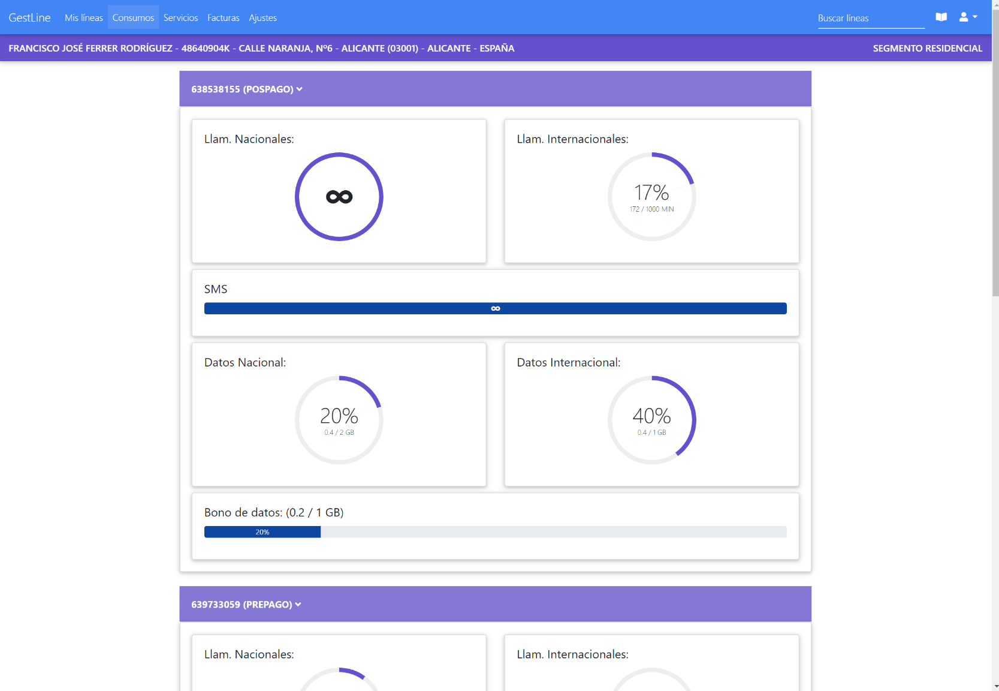 GestLine Mis líneas Consumos Servicios Facturas Ajustes Buscar líneas
FRANCISCO JOSÉ FERRER RODRÍGUEZ - 48640904K - CALLE NARANJA, Nº6 - ALICANTE (03001) - ALICANTE - ESPAÑA SEGMENTO RESIDENCIAL
638538155 (POSPAGO)
Llam. Nacionales:
∞
Llam. Internacionales:
17%
172 / 1000 MIN
SMS
∞
Datos Nacional:
20%
0.4 / 2 GB
Datos Internacional:
40%
0.4 / 1 GB
Bono de datos: (0.2 / 1 GB)
20%
639733059 (PREPAGO)
Llam. Nacionales:
Llam. Internacionales: